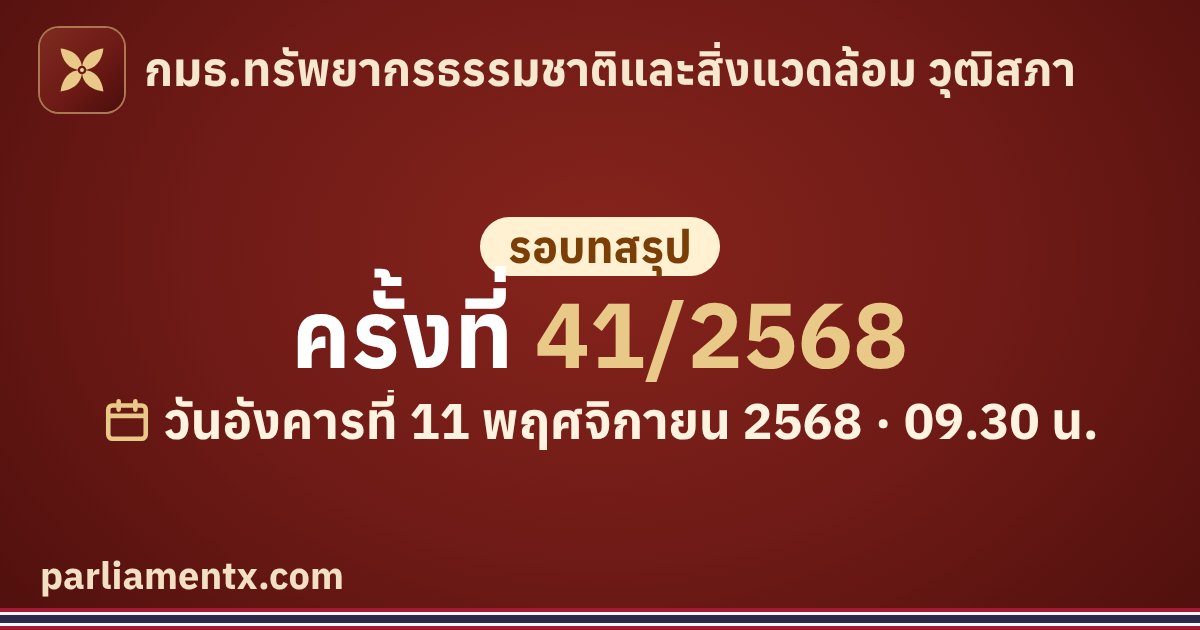 กมธ.ทรัพยากรธรรมชาติและสิ่งแวดล้อม วุฒิสภา
รอบทสรุป
ครั้งที่ 41/2568
วันอังคารที่ 11 พฤศจิกายน 2568 · 09.30 น.
parliamentx.com